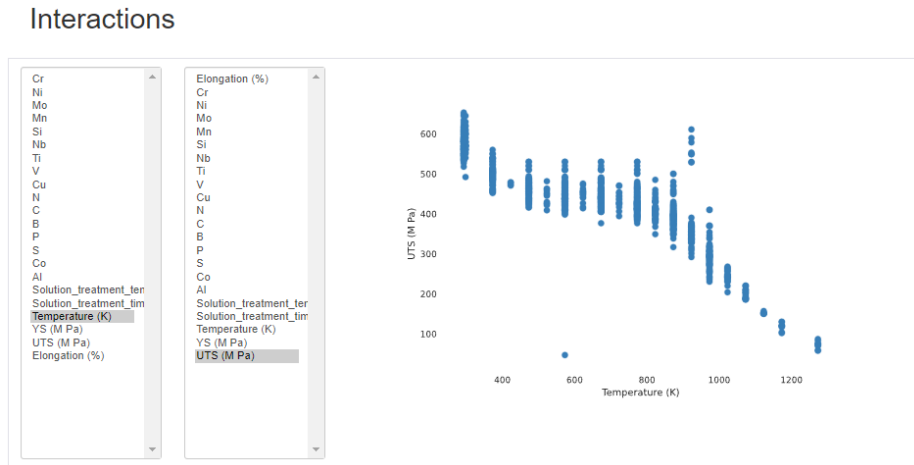 Interactions
Cr
Ni
Mo
Mn
Si
Nb
Ti
V
Cu
N
C
B
P
S
Co
Al
Solution_treatment_ten
Solution_treatment_tim
Temperature (K)
YS (M Pa)
UTS (M Pa)
Elongation (%)
Elongation (%)
Cr
Ni
Mo
Mn
Si
Nb
Ti
V
Cu
N
C
B
P
S
Co
Al
Solution_treatment_ter
Solution_treatment_tim
Temperature (K)
YS (M Pa)
UTS (M Pa)
UTS (M Pa)
600
500
400
300
200
100
400 600 800 1000 1200
Temperature (K)